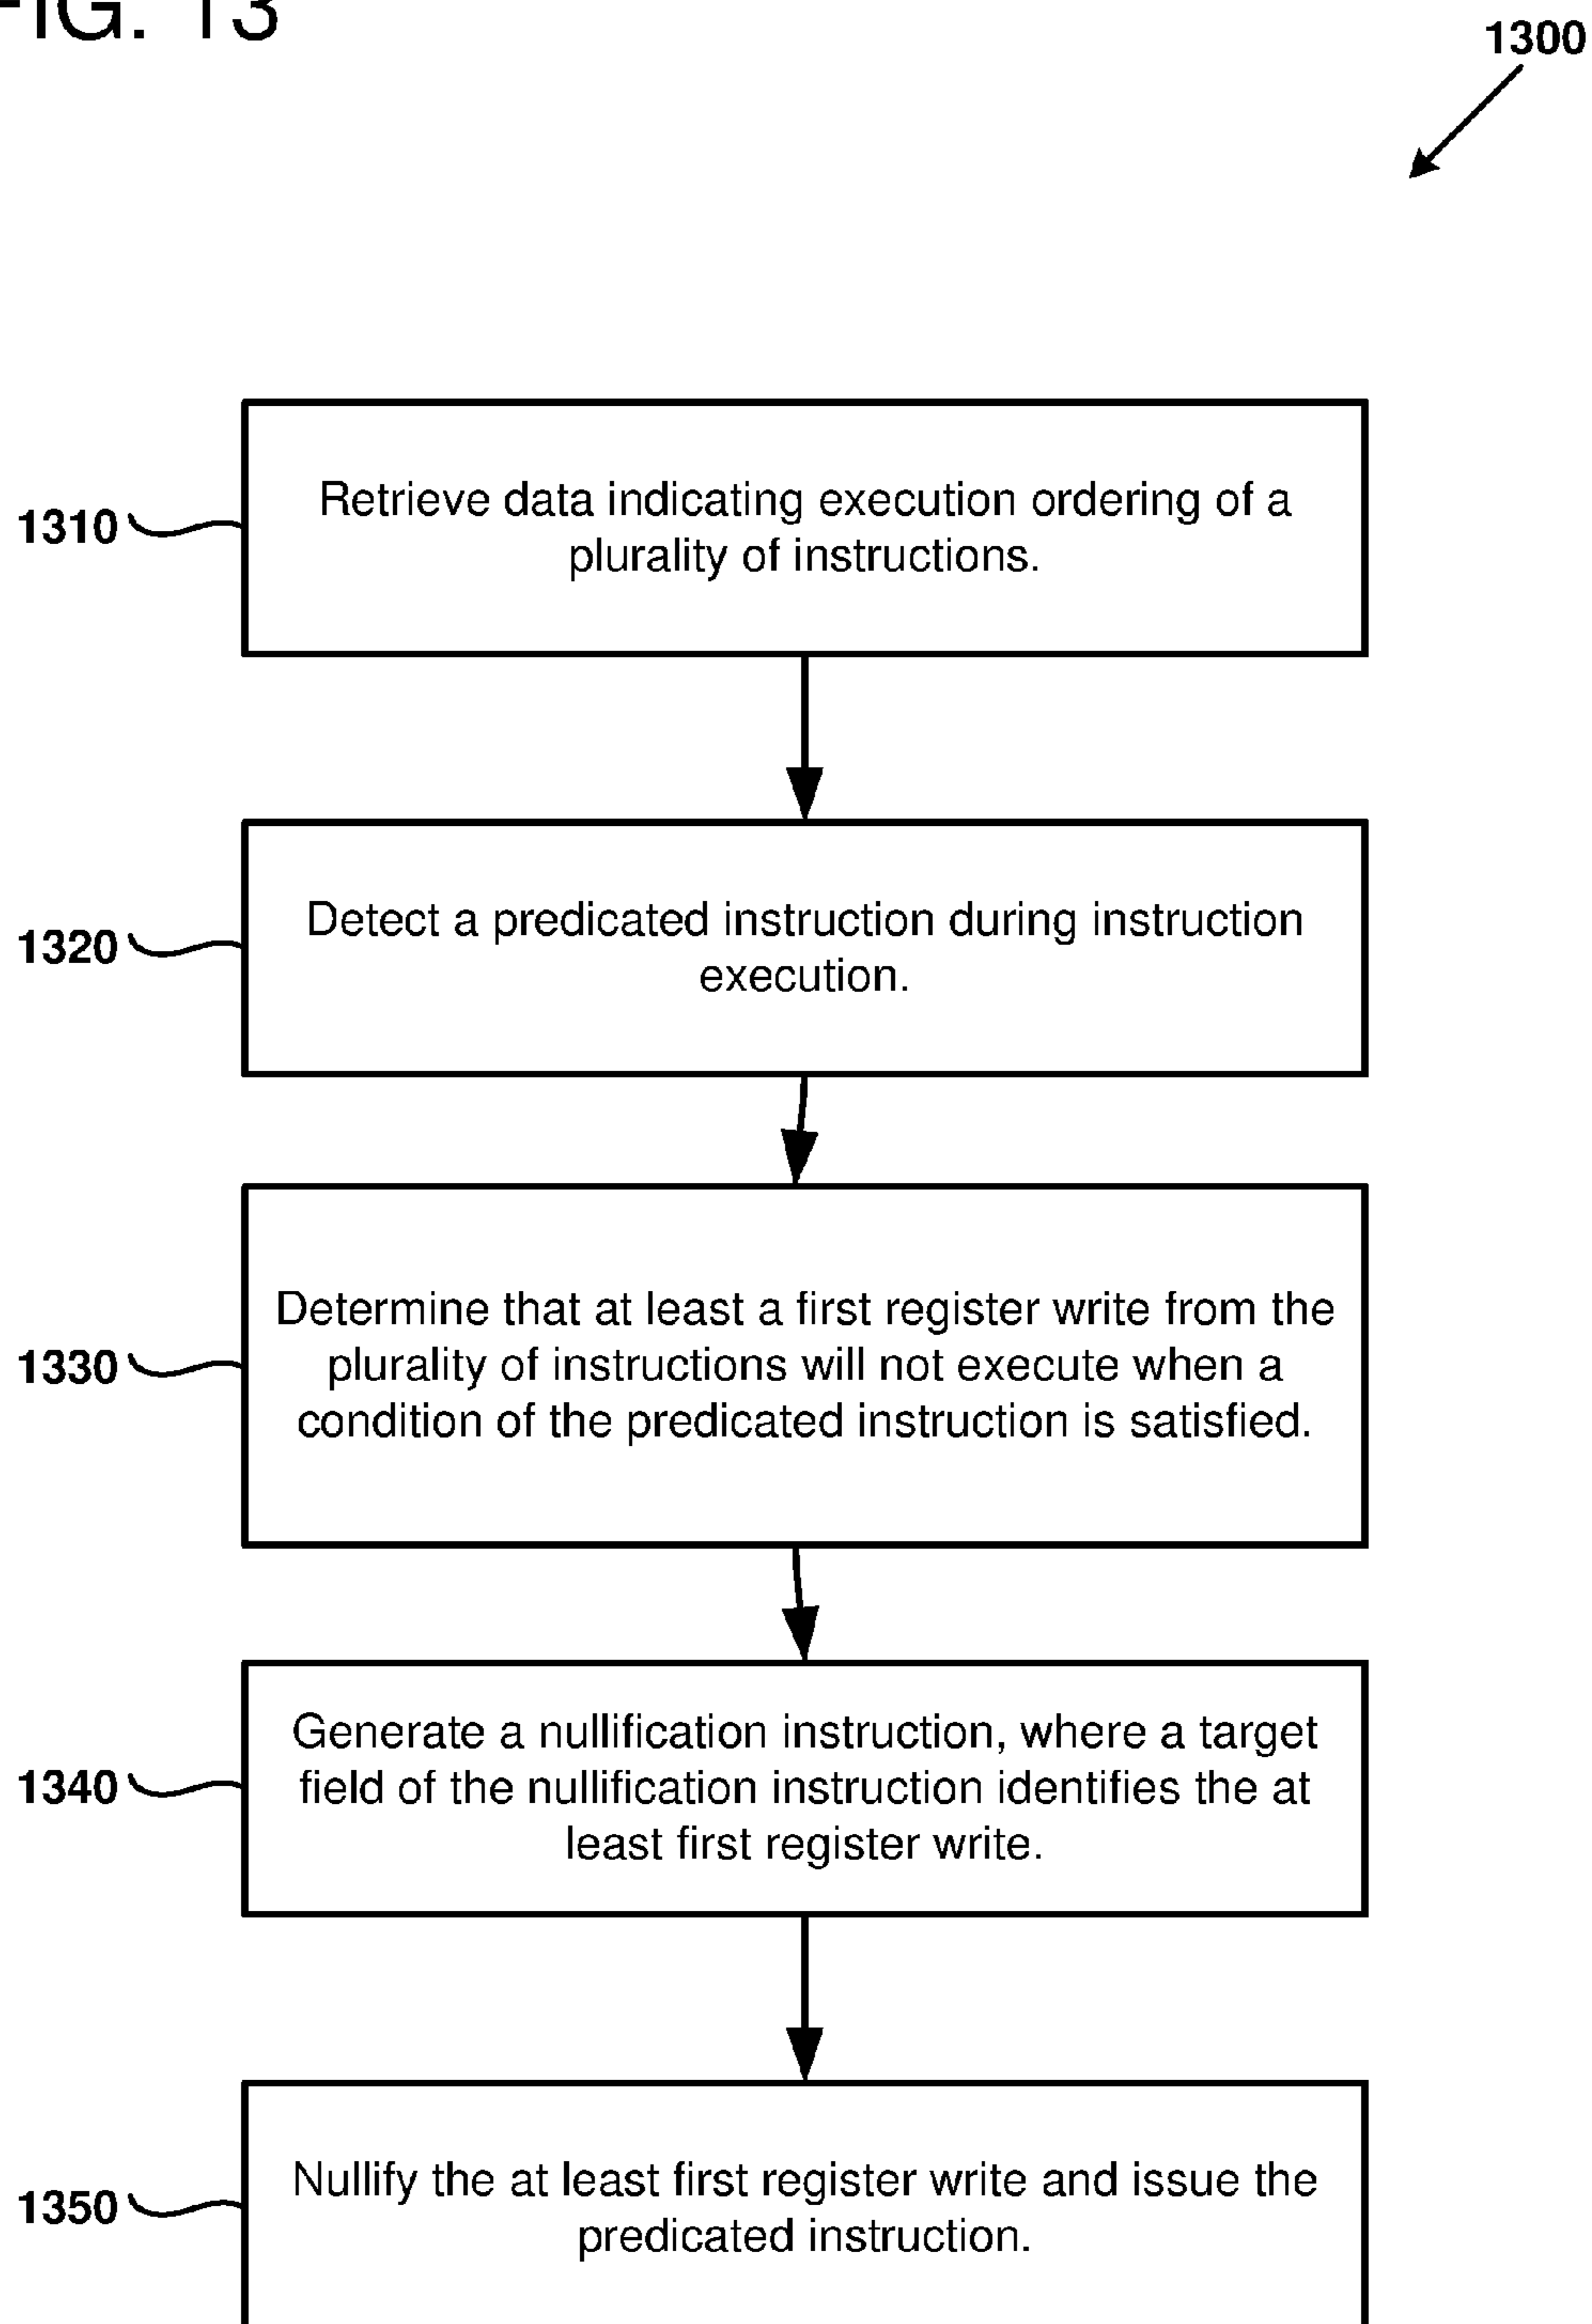 FIG. 13
1300
Retrieve data indicating execution ordering of a
plurality of instructions.
1310
Detect a predicated instruction during instruction
execution.
1320
Determine that at least a first register write from the
plurality of instructions will not execute when a
condition of the predicated instruction is satisfied.
1330
Generate a nullification instruction, where a target
field of the nullification instruction identifies the at
least first register write.
1340
Nullify the at least first register write and issue the
predicated instruction.
1350